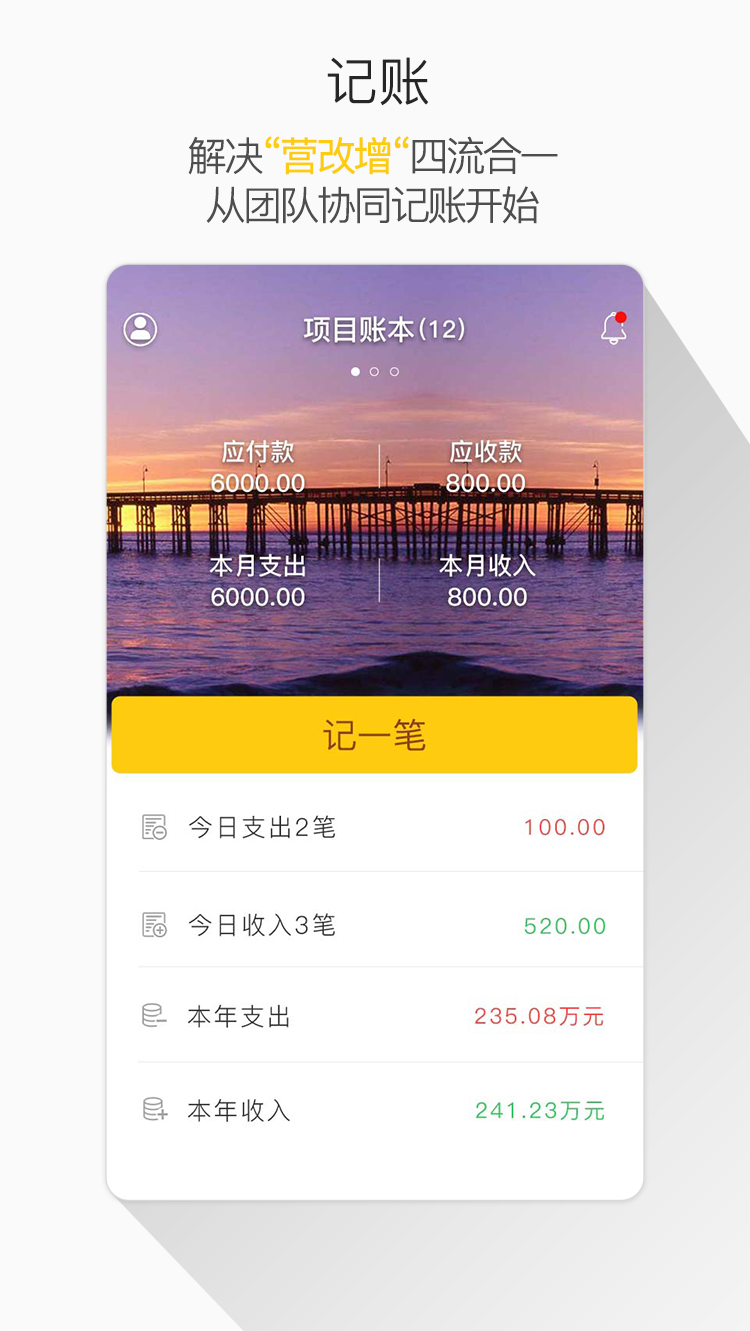 记账
解决“营改增“四流合一
从团队协同记账开始
项目账本(12)
应付款 应收款
6000.00 800.00
本月支出 本月收入
6000.00 800.00
记一笔
今日支出2笔 100.00
今日收入3笔 520.00
本年支出 235.08万元
本年收入 241.23万元